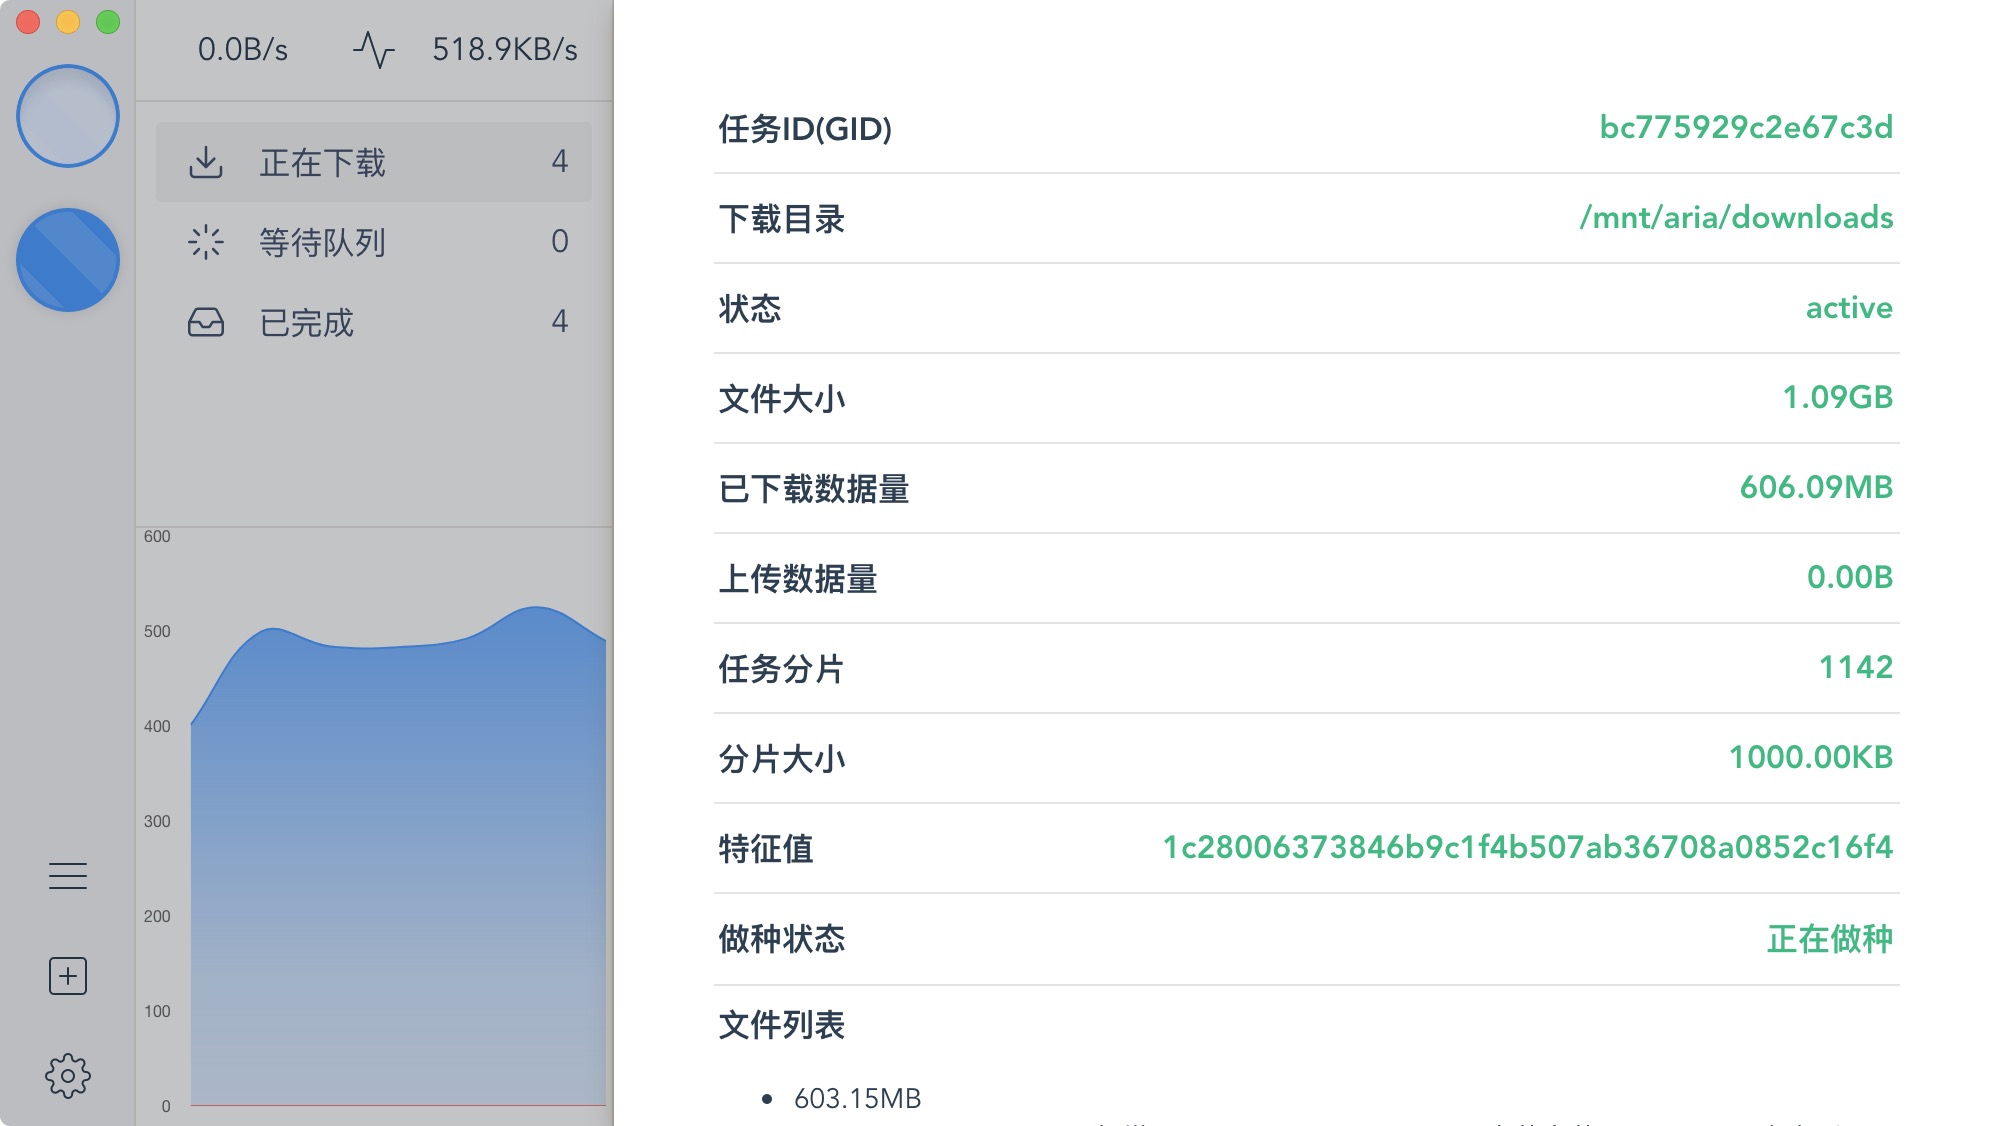 0.0B/s 518.9KB/s
正在下载 4
等待队列 0
已完成 4
600
500
400
300
200
100
0
任务ID(GID) bc775929c2e67c3d
下载目录 /mnt/aria/downloads
状态 active
文件大小 1.09GB
已下载数据量 606.09MB
上传数据量 0.00B
任务分片 1142
分片大小 1000.00KB
特征值 1c28006373846b9c1f4b507ab36708a0852c16f4
做种状态 正在做种
文件列表
• 603.15MB